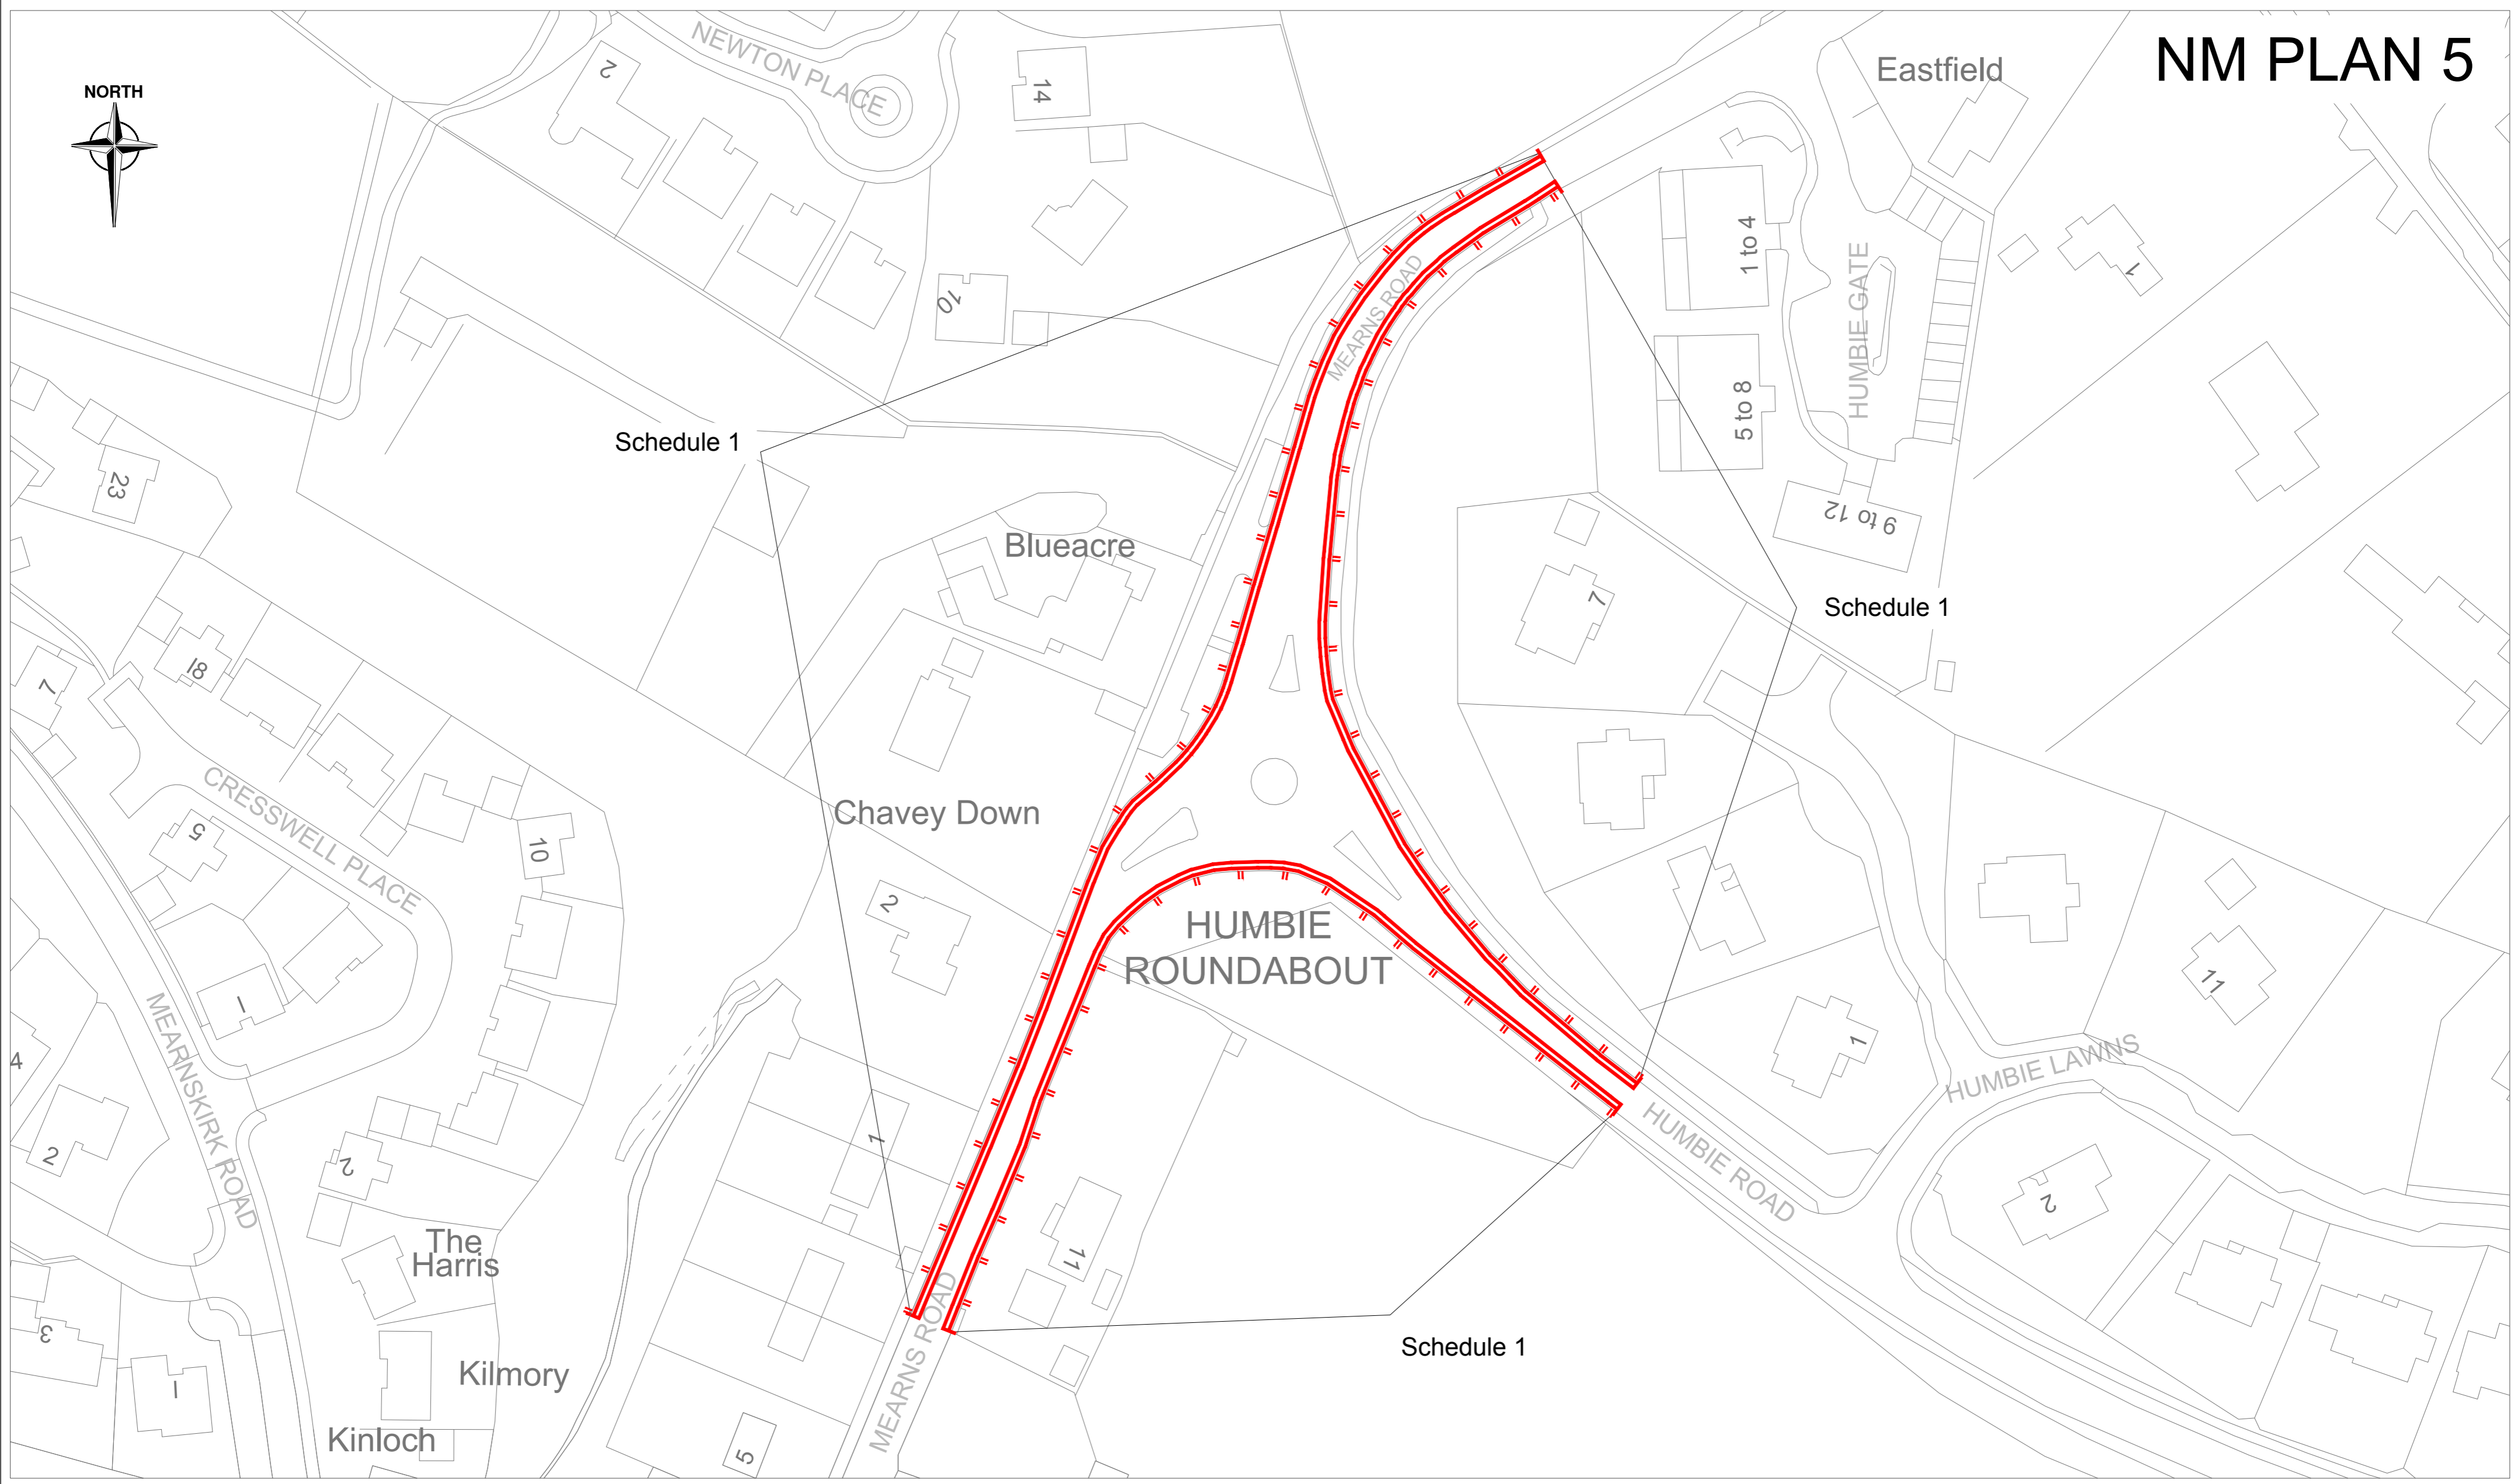 NM PLAN 5
NORTH
NEWTON PLACE
2
14
10
Eastfield
1 to 4
HUMBIE GATE
5 to 8
9 to 12
1
MEARNS ROAD
Schedule 1
Blueacre
Chavey Down
Schedule 1
23
18
7
CRESSWELL PLACE
5
10
1
2
7
HUMBIE
ROUNDABOUT
1
11
HUMBIE LAWNS
HUMBIE ROAD
2
MEARNSKIRK ROAD
4
2
2
The
Harris
1
11
3
1
Kilmory
Kinloch
5
MEARNS ROAD
Schedule 1